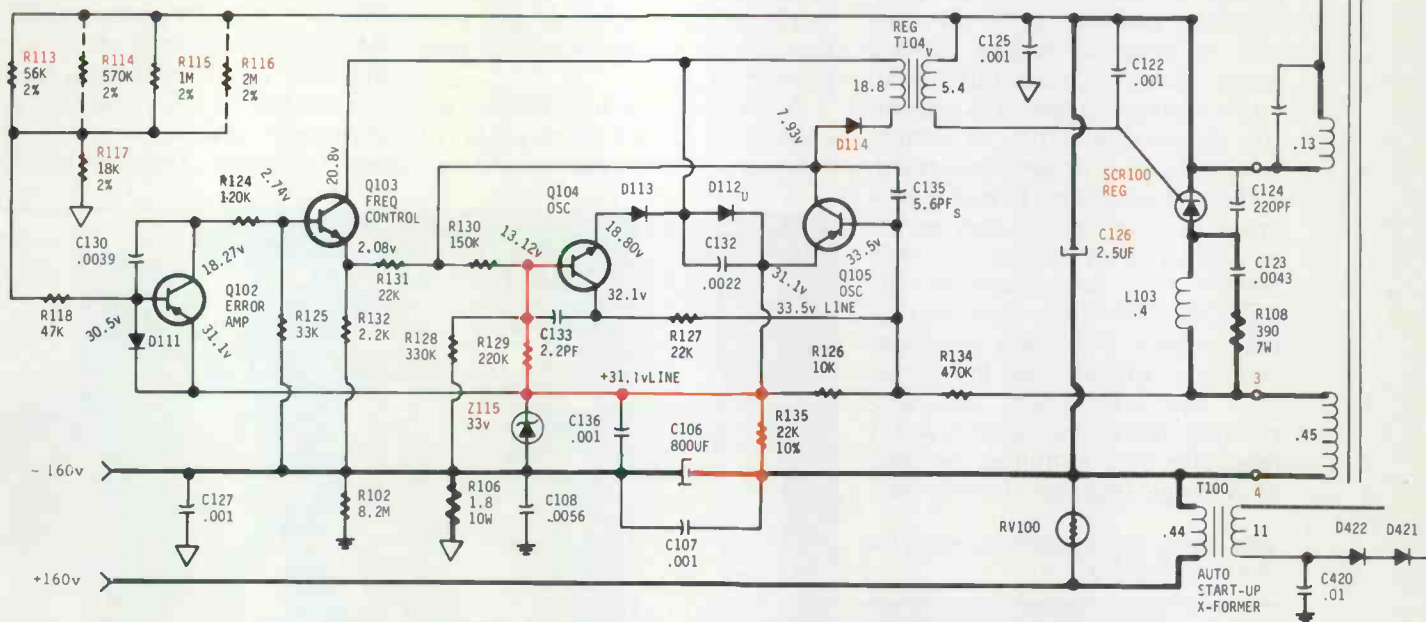 R113
56K
2%
R114
570K
2%
R115
1M
2%
R116
2M
2%
R117
18K
2%
C130
.0039
R118
47K
30.5v
D111
R124
120K
2.74v
18.27v
Q102
ERROR
AMP
31.1v
R125
33K
20.8v
Q103
FREQ
CONTROL
2.08v
R131
22K
R132
2.2K
R130
150K
13.12v
R128
330K
R129
220K
C133
2.2PF
Q104
OSC
18.80v
32.1v
D113
D112
U
C132
.0022
R127
22K
31.1v
33.5v LINE
7.93v
D114
REG
T104
V
18.8
5.4
C135
5.6PF
S
33.5v
Q105
OSC
C125
.001
C122
.001
SCR100
REG
C126
2.5UF
L103
.4
.13
C124
220PF
C123
.0043
R108
390
7W
+31.1vLINE
R126
10K
R134
470K
3
Z115
33v
C136
.001
C106
800UF
R135
22K
10%
.45
-160v
C127
.001
R102
8.2M
R106
1.8
10W
C108
.0056
C107
.001
RV100
4
T100
.44
11
AUTO
START-UP
X-FORMER
D422
D421
C420
.01
+160v